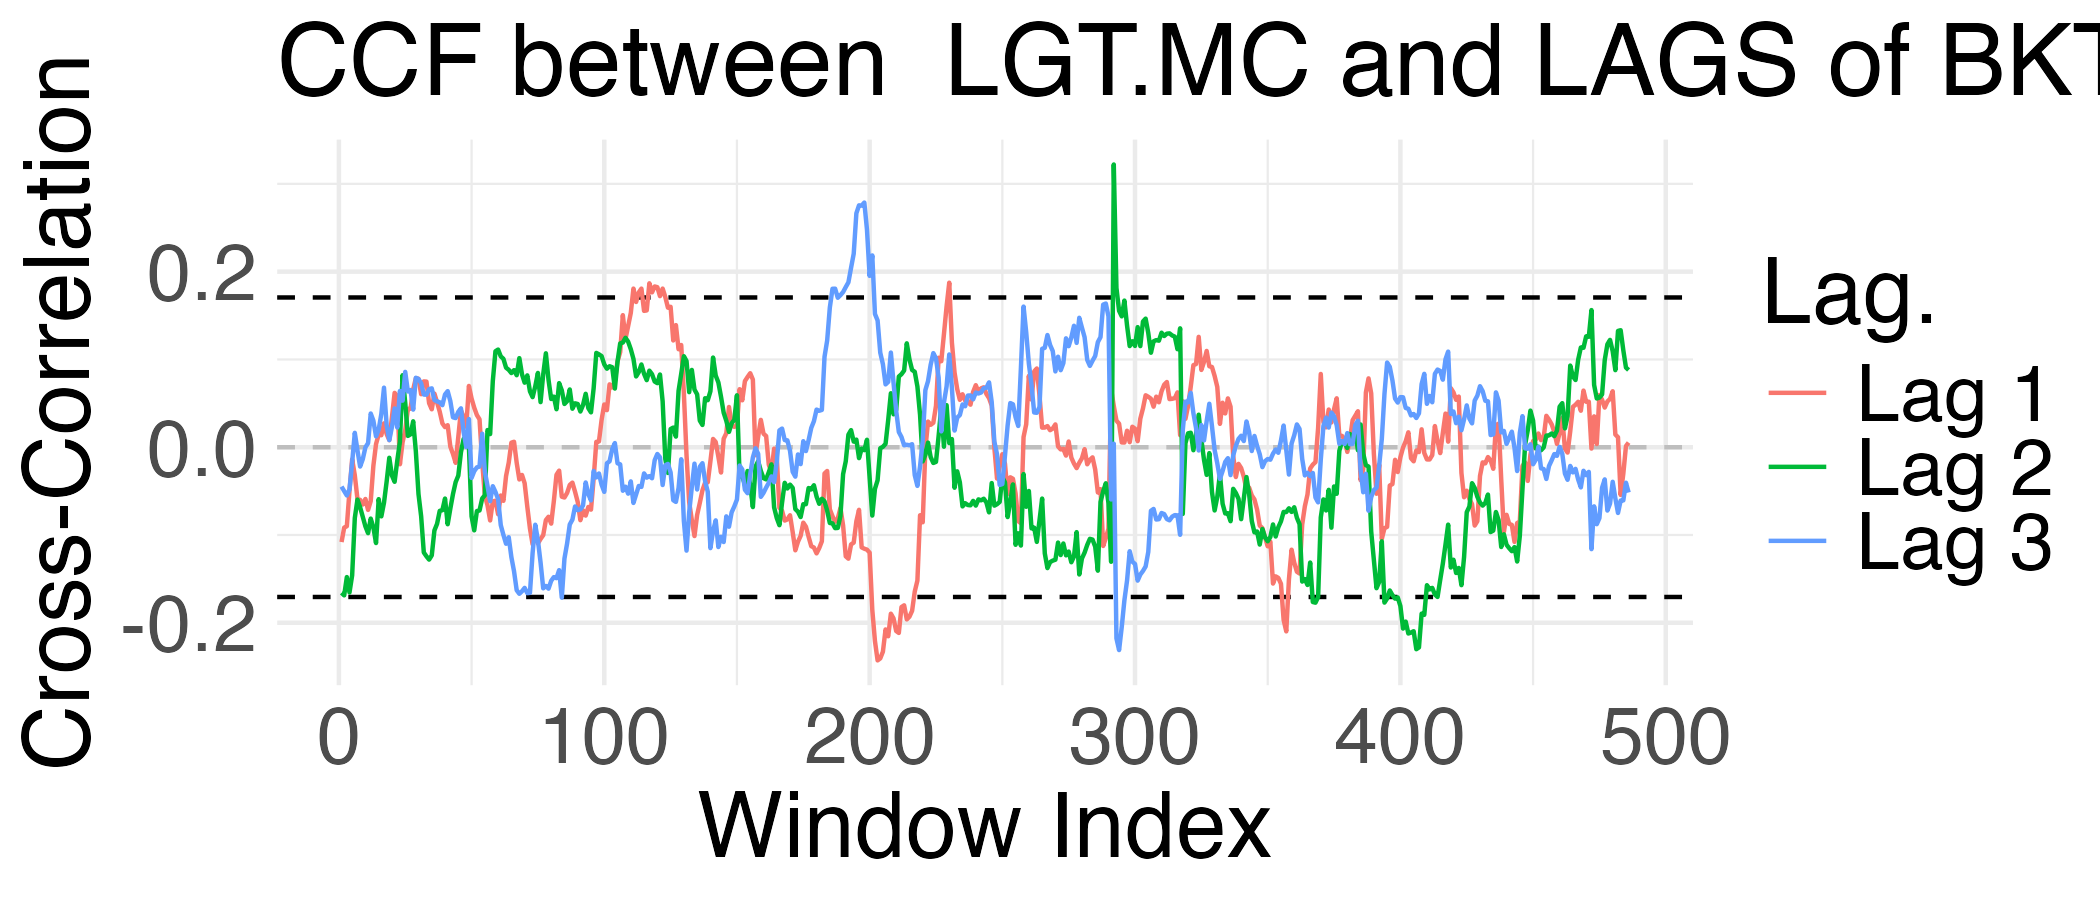 CCF between  LGT.MC and LAGS of BKT
Cross-Correlation
0.2
0.0
-0.2
0 100 200 300 400 500
Window Index
Lag.
Lag 1
Lag 2
Lag 3